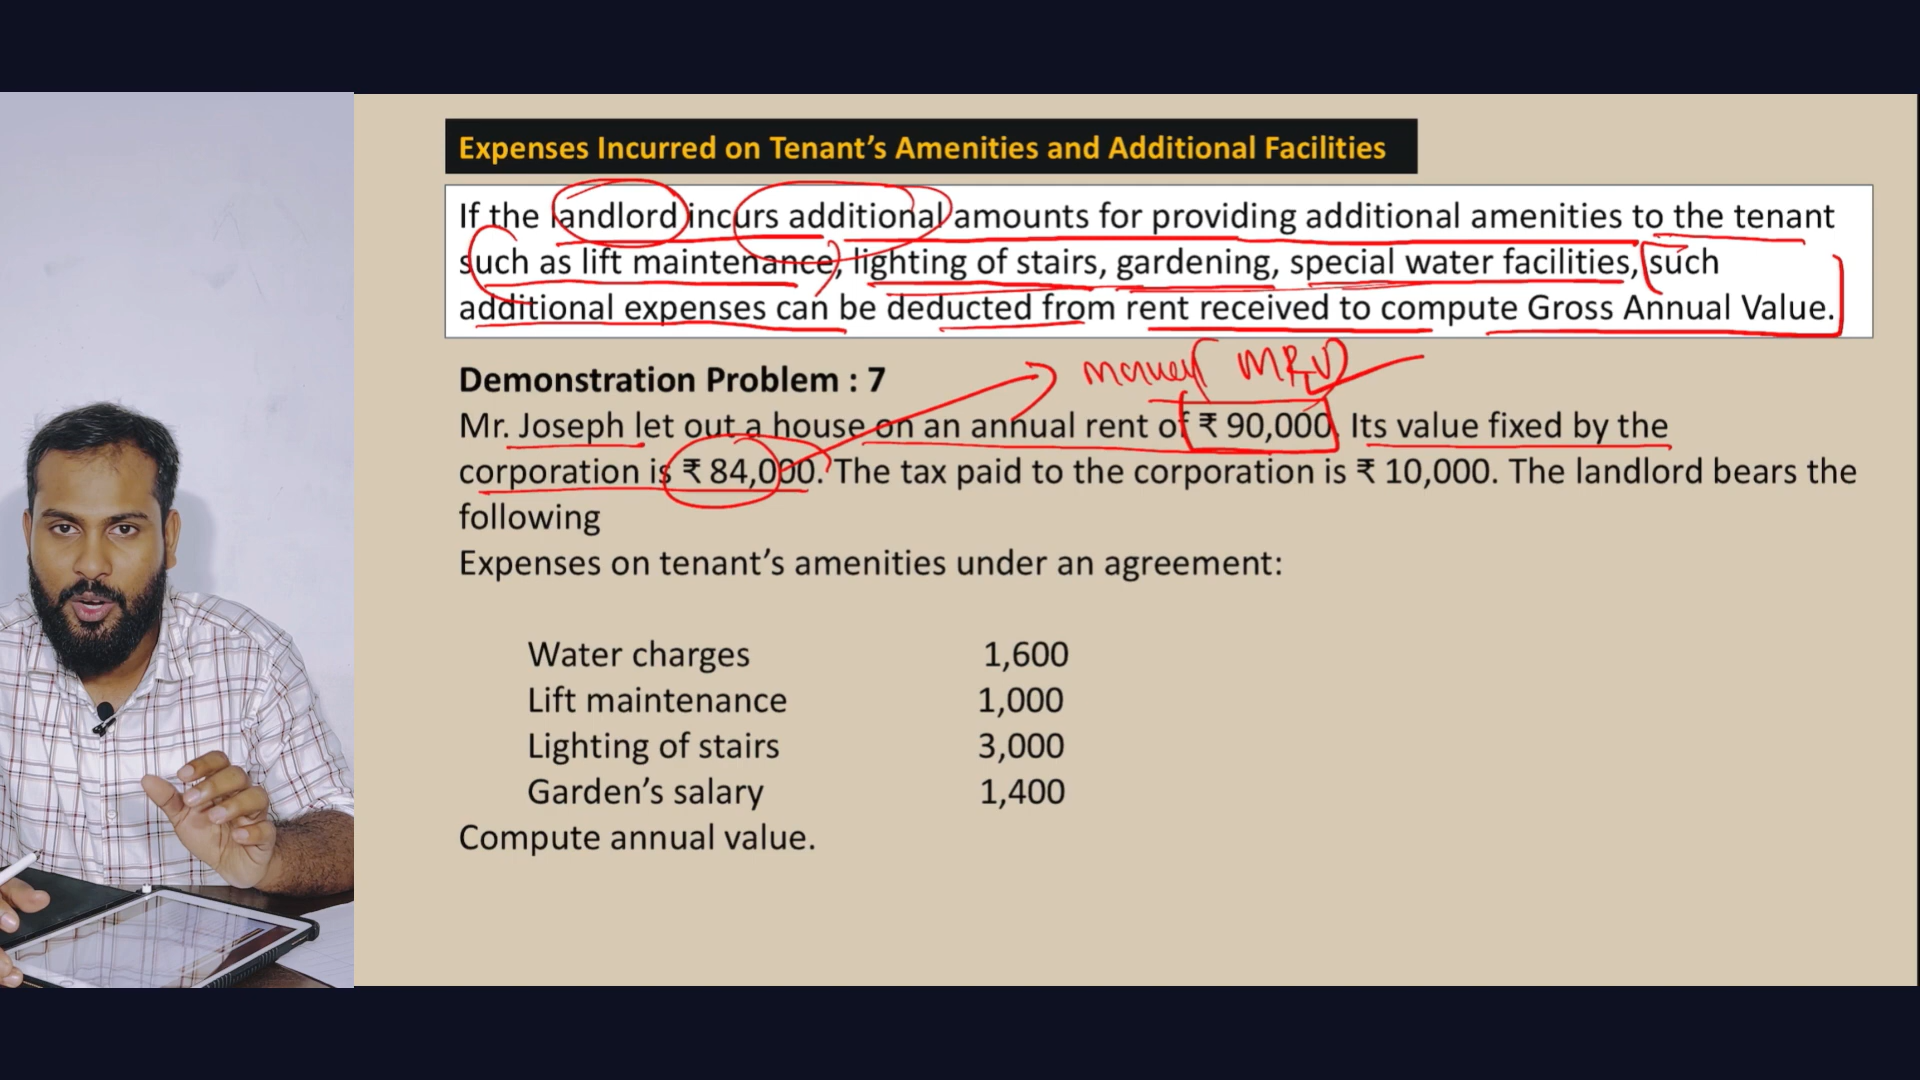 Expenses Incurred on Tenant’s Amenities and Additional Facilities
If the landlord incurs additional amounts for providing additional amenities to the tenant
such as lift maintenance, lighting of stairs, gardening, special water facilities, such
additional expenses can be deducted from rent received to compute Gross Annual Value.
MRV
Demonstration Problem : 7
Mr. Joseph let out a house on an annual rent of ₹ 90,000. Its value fixed by the
corporation is ₹ 84,000. The tax paid to the corporation is ₹ 10,000. The landlord bears the
following
Expenses on tenant’s amenities under an agreement:
Water charges 1,600
Lift maintenance 1,000
Lighting of stairs 3,000
Garden’s salary 1,400
Compute annual value.